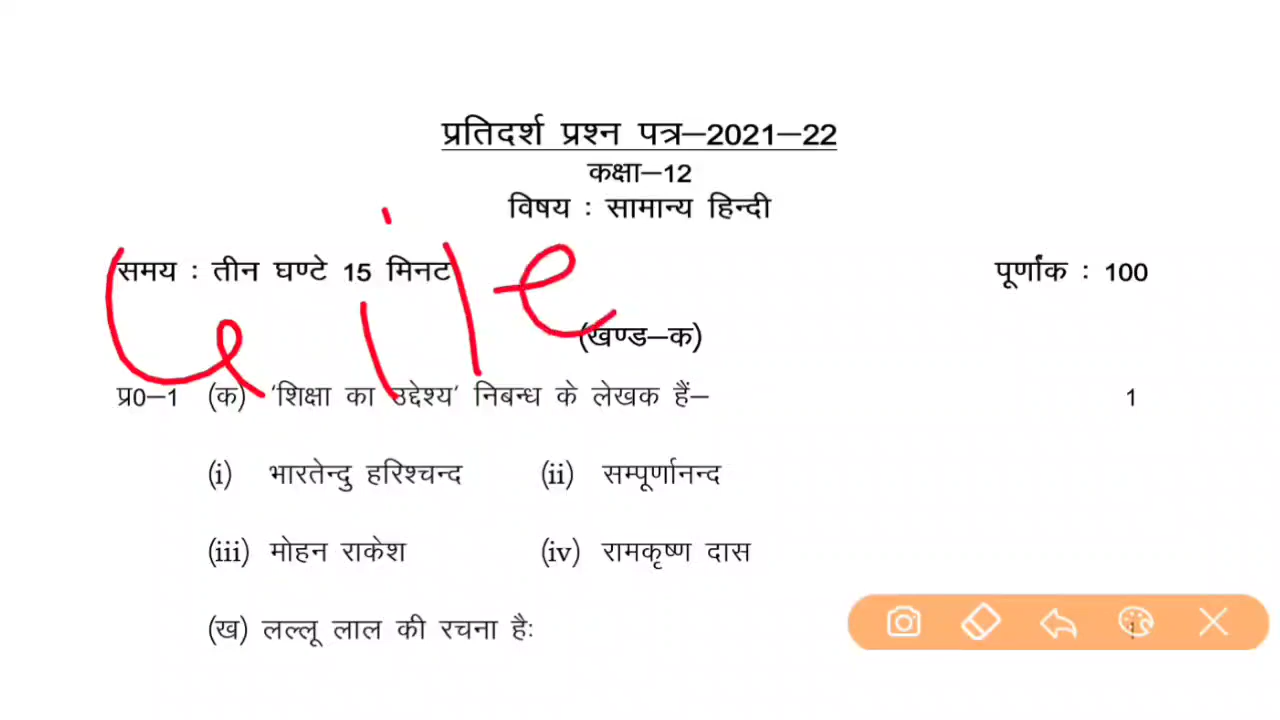 प्रतिदर्श प्रश्न पत्र–2021–22
कक्षा–12
विषय : सामान्य हिन्दी
समय : तीन घण्टे 15 मिनट पूर्णांक : 100
(खण्ड–क)
प्र0–1 (क) 'शिक्षा का उद्देश्य' निबन्ध के लेखक हैं– 1
(i) भारतेन्दु हरिश्चन्द (ii) सम्पूर्णानन्द
(iii) मोहन राकेश (iv) रामकृष्ण दास
(ख) लल्लू लाल की रचना हैः 1